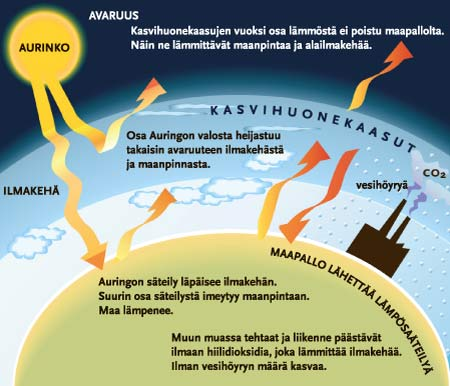 AVARUUS
Kasvihuonekaasujen vuoksi osa lämmöstä ei poistu maapallolta.
Näin ne lämmittävät maanpintaa ja alailmakehää.
AURINKO
KASVIHUONEKAASUT
Osa Auringon valosta heijastuu
takaisin avaruuteen ilmakehästä
ja maanpinnasta.
CO2
vesihöyryä
ILMAKEHÄ
MAAPALLO LÄHETTÄÄ LÄMPÖSÄTEILYÄ
Auringon säteily läpäisee ilmakehän.
Suurin osa säteilystä imeytyy maanpintaan.
Maa lämpenee.
Muun muassa tehtaat ja liikenne päästävät
ilmaan hiilidioksidia, joka lämmittää ilmakehää.
Ilman vesihöyryn määrä kasvaa.